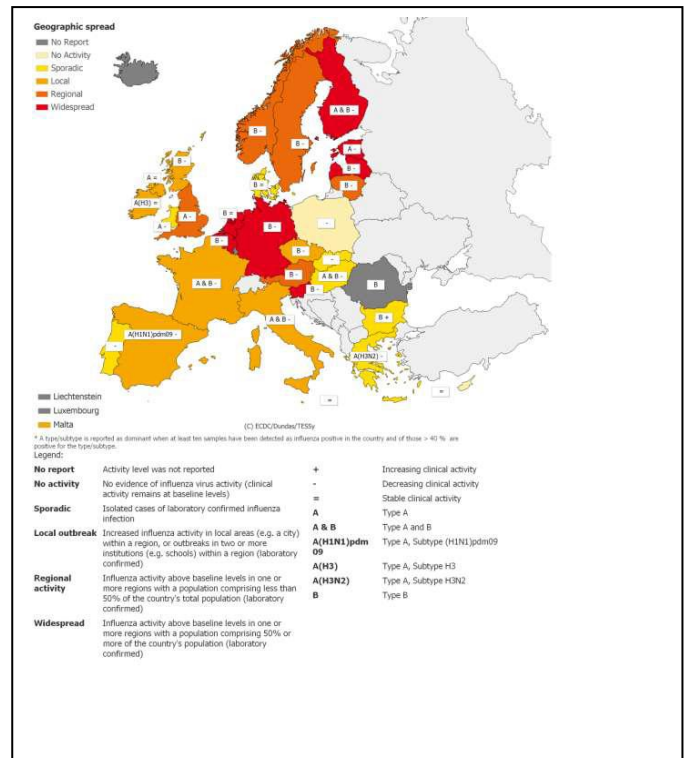 Geographic spread
No Report
No Activity
Sporadic
Local
Regional
Widespread
A & B -
B -
B -
A -
B -
B -
B -
A =
B =
A(H3) =
A -
A -
B =
B -
B -
-
B -
-
A & B -
B -
A & B -
B -
B
A & B -
B +
A(H1N1)pdm09 -
-
A(H3N2) -
=
=
Liechtenstein
Luxembourg
Malta
(C) ECDC/Dundas/TESSy
* A type/subtype is reported as dominant when at least ten samples have been detected as influenza positive in the country and of those > 40 % are
positive for the type/subtype.
Legend:
No report Activity level was not reported + Increasing clinical activity
No activity No evidence of influenza virus activity (clinical - Decreasing clinical activity
activity remains at baseline levels) = Stable clinical activity
Sporadic Isolated cases of laboratory confirmed influenza A Type A
infection A & B Type A and B
Local outbreak Increased influenza activity in local areas (e.g. a city) A(H1N1)pdm Type A, Subtype (H1N1)pdm09
within a region, or outbreaks in two or more 09
institutions (e.g. schools) within a region (laboratory A(H3) Type A, Subtype H3
confirmed) A(H3N2) Type A, Subtype H3N2
Regional Influenza activity above baseline levels in one or B Type B
activity more regions with a population comprising less than
50% of the country's total population (laboratory
confirmed)
Widespread Influenza activity above baseline levels in one or
more regions with a population comprising 50% or
more of the country's population (laboratory
confirmed)